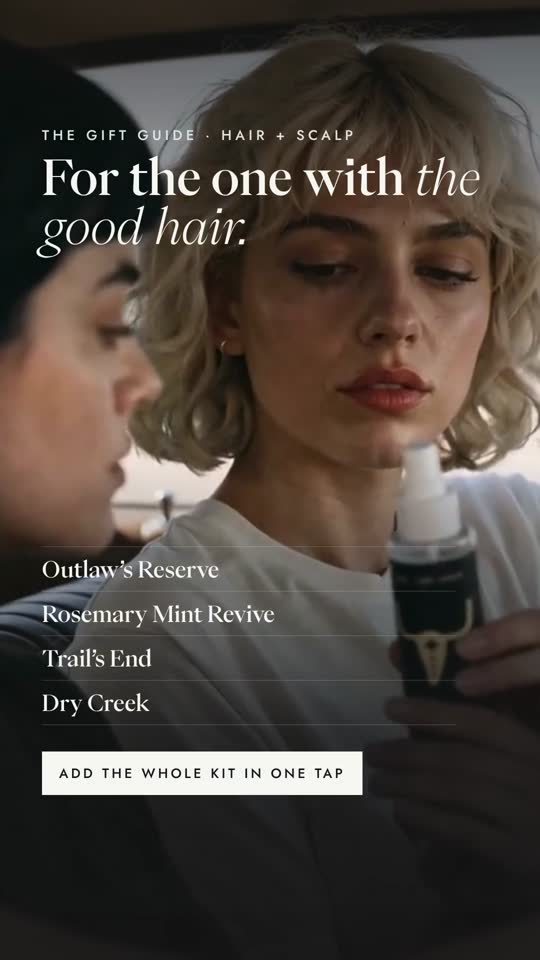 THE GIFT GUIDE · HAIR + SCALP
For the one with the
good hair.
Outlaw's Reserve
Rosemary Mint Revive
Trail's End
Dry Creek
ADD THE WHOLE KIT IN ONE TAP